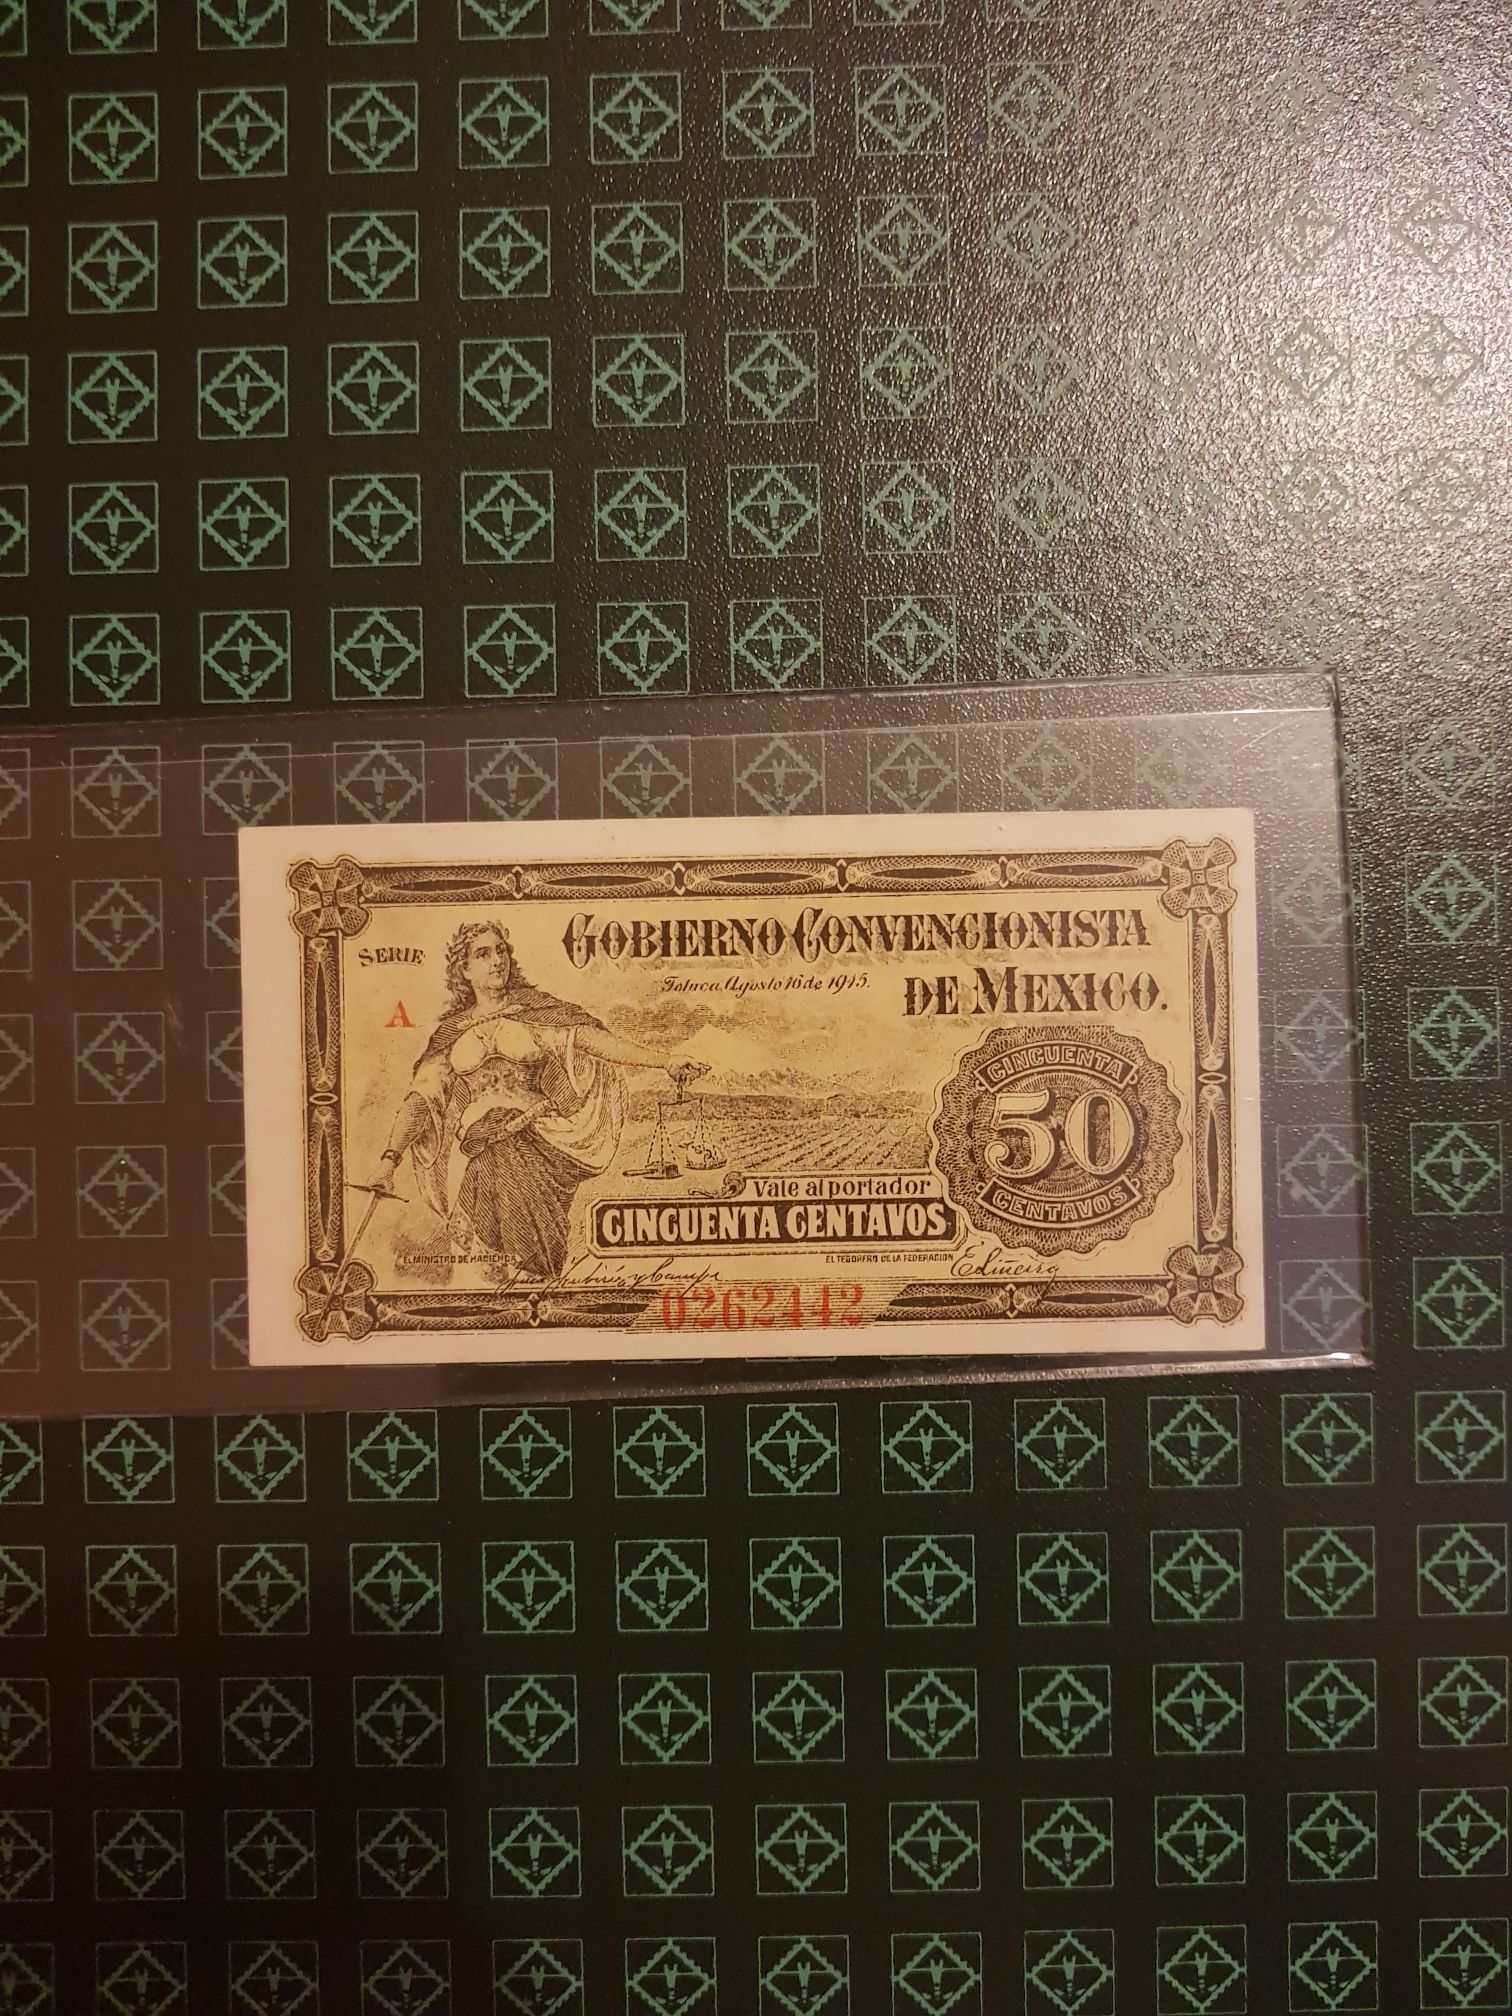 GOBIERNO CONVENCIONISTA
DE MEXICO.
SERIE
A
Toluca, Agosto 16 de 1915.
CINCUENTA
50
CENTAVOS
Vale al portador
CINCUENTA CENTAVOS
EL MINISTRO DE HACIENDA
EL TESORERO DE LA FEDERACION
0262442